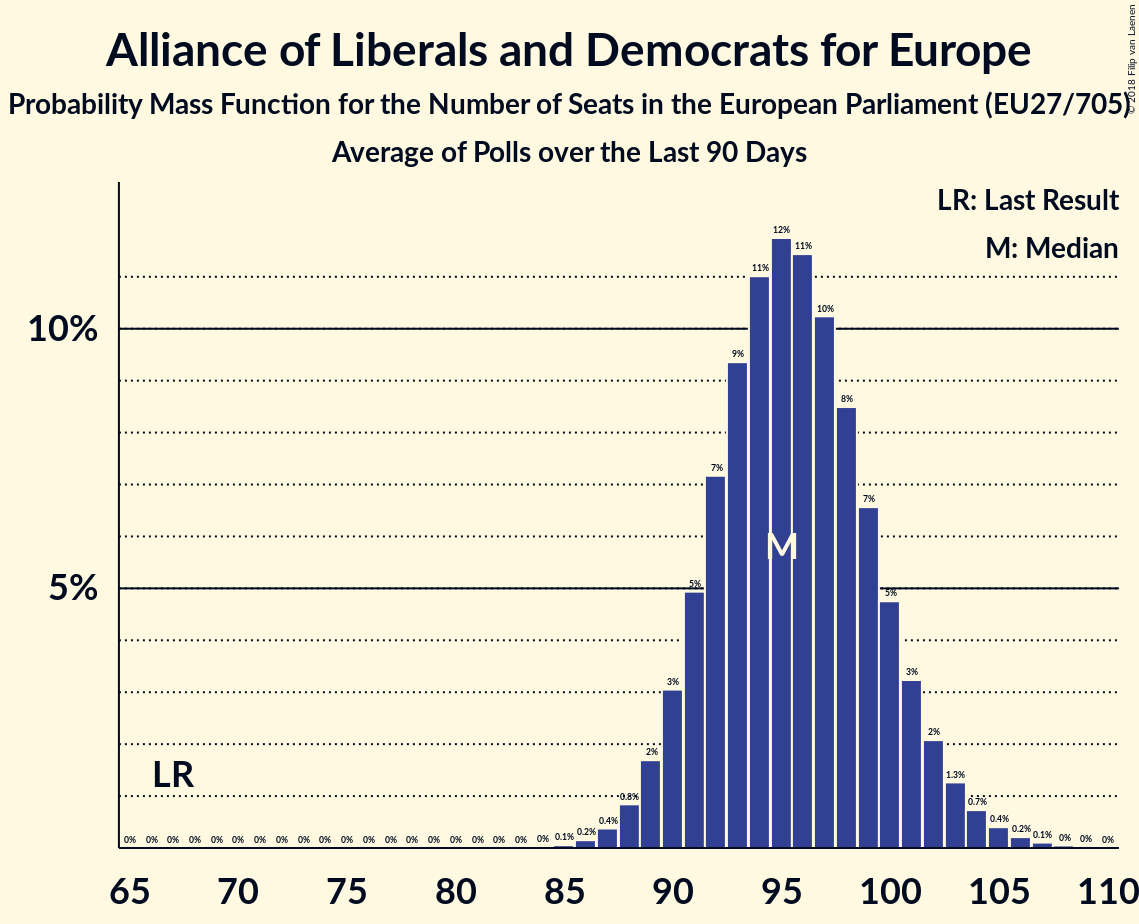 Alliance of Liberals and Democrats for Europe
Probability Mass Function for the Number of Seats in the European Parliament (EU27/705)
Average of Polls over the Last 90 Days
© 2018 Filip van Laenen
LR: Last Result
M: Median
10%
5%
LR
M
0% 0% 0% 0% 0% 0% 0% 0% 0% 0% 0% 0% 0% 0% 0% 0% 0% 0% 0% 0% 0.1% 0.2% 0.4% 0.8% 2% 3% 5% 7% 9% 11% 12% 11% 10% 8% 7% 5% 3% 2% 1.3% 0.7% 0.4% 0.2% 0.1% 0% 0% 0%
65 70 75 80 85 90 95 100 105 110